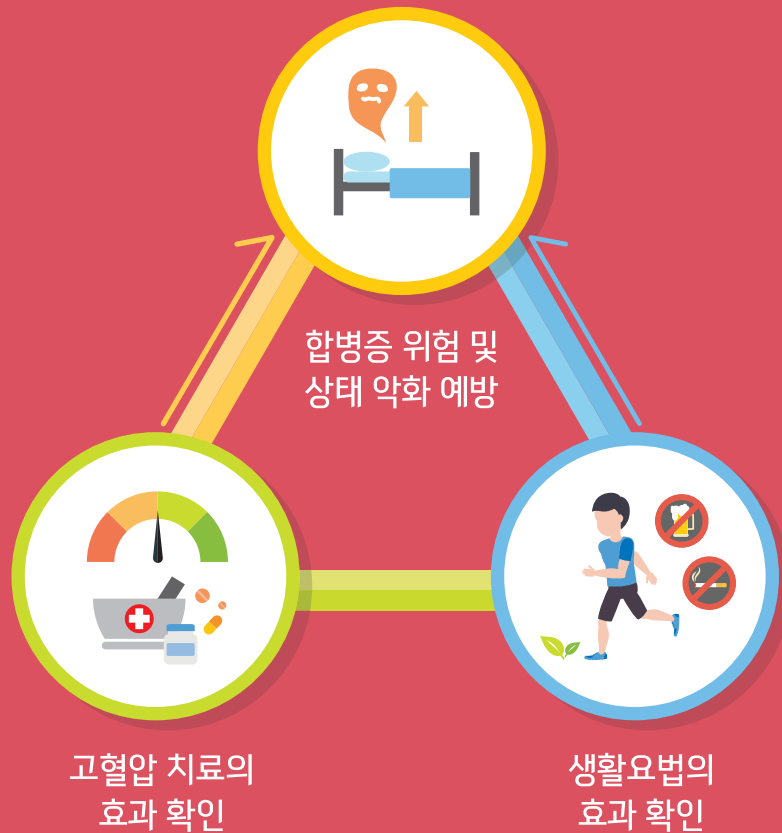 합병증 위험 및
상태 악화 예방
고혈압 치료의
효과 확인
생활요법의
효과 확인